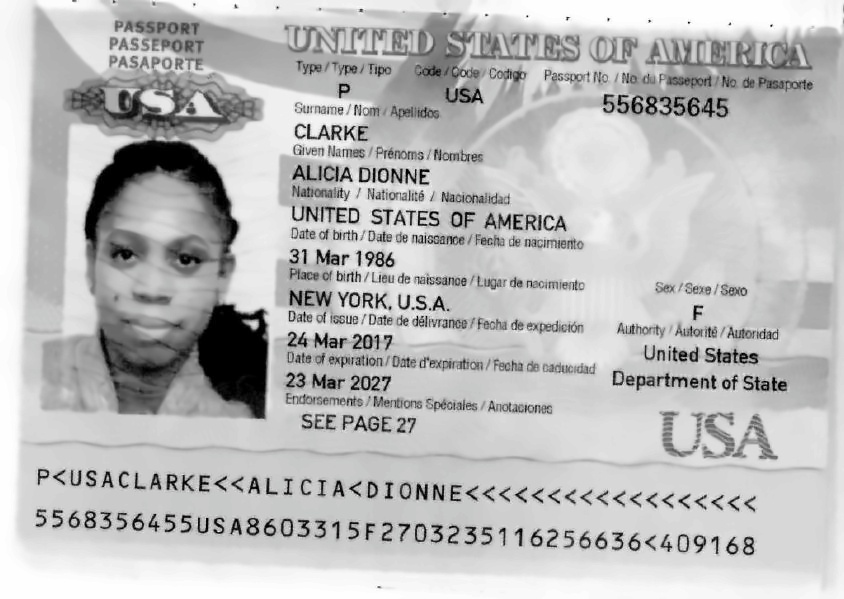 PASSPORT
PASSEPORT
PASAPORTE
USA
UNITED STATES OF AMERICA
Type / Type / Tipo Code / Code / Codigo Passport No. / No. du Passeport / No. de Pasaporte
P USA 556835645
Surname / Nom / Apellidos
CLARKE
Given Names / Prénoms / Nombres
ALICIA DIONNE
Nationality / Nationalité / Nacionalidad
UNITED STATES OF AMERICA
Date of birth / Date de naissance / Fecha de nacimiento
31 Mar 1986
Place of birth / Lieu de naissance / Lugar de nacimiento
NEW YORK, U.S.A.
Sex / Sexe / Sexo
F
Date of issue / Date de délivrance / Fecha de expedición
24 Mar 2017
Authority / Autorité / Autoridad
United States
Department of State
Date of expiration / Date d'expiration / Fecha de caducidad
23 Mar 2027
Endorsements / Mentions Spéciales / Anotaciones
SEE PAGE 27
USA
P<USACLARKE<<ALICIA<DIONNE<<<<<<<<<<<<<<<<<<
5568356455USA8603315F2703235116256636<409168